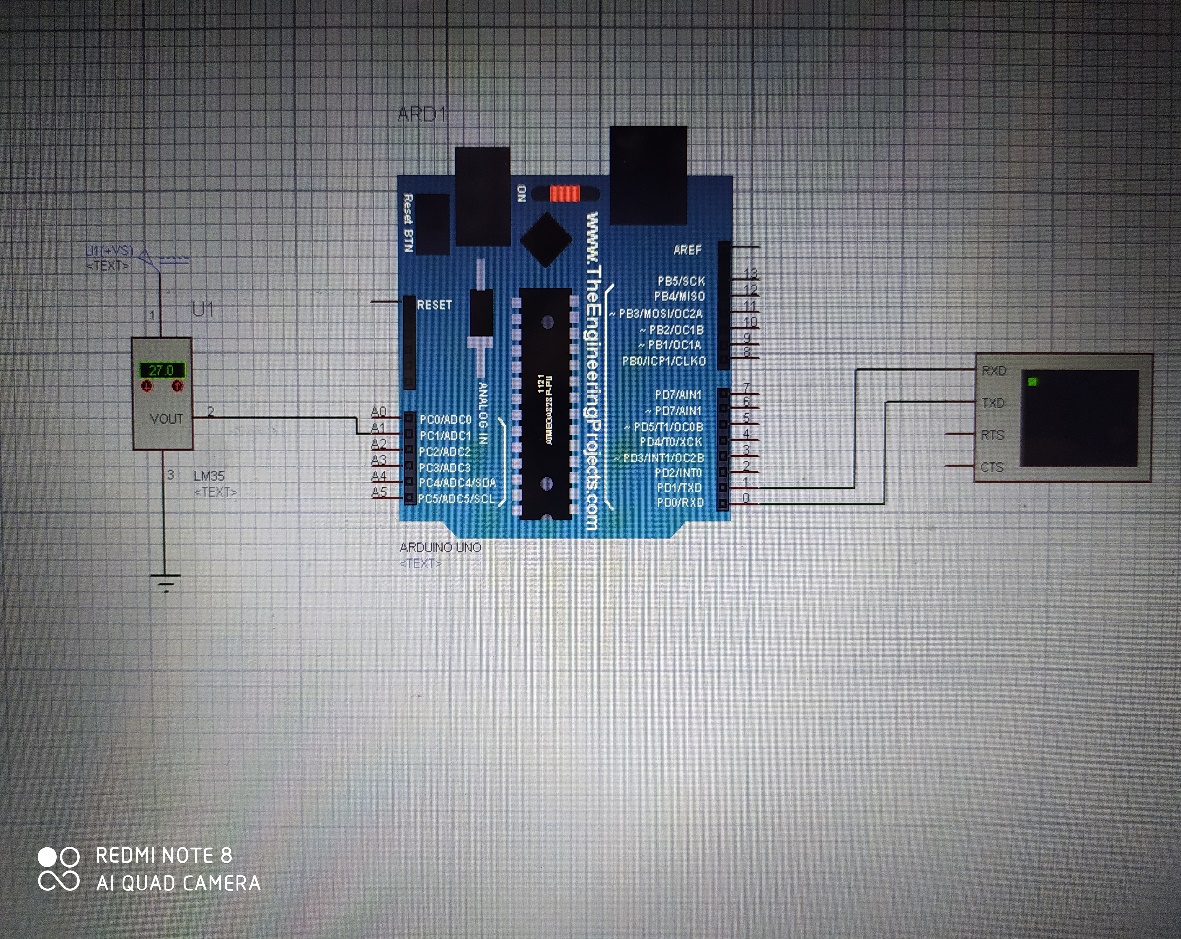 ARD1
Reset BTN
ON
www.TheEngineeringProjects.com
U1(+VS)
<TEXT>
1
U1
27.0
VOUT
2
3
LM35
<TEXT>
RESET
ANALOG IN
1121
A0
A1
A2
A3
A4
A5
PC0/ADC0
PC1/ADC1
PC2/ADC2
PC3/ADC3
PC4/ADC4/SDA
PC5/ADC5/SCL
AREF
PB5/SCK
PB4/MISO
~ PB3/MOSI/OC2A
~ PB2/OC1B
~ PB1/OC1A
PB0/ICP1/CLKO
PD7/AIN1
~ PD7/AIN1
~ PD5/T1/OC0B
PD4/T0/XCK
~ PD3/INT1/OC2B
PD2/INT0
PD1/TXD
PD0/RXD
13
12
11
10
9
8
7
6
5
4
3
2
1
0
RXD
TXD
RTS
CTS
ARDUINO UNO
<TEXT>
REDMI NOTE 8
AI QUAD CAMERA